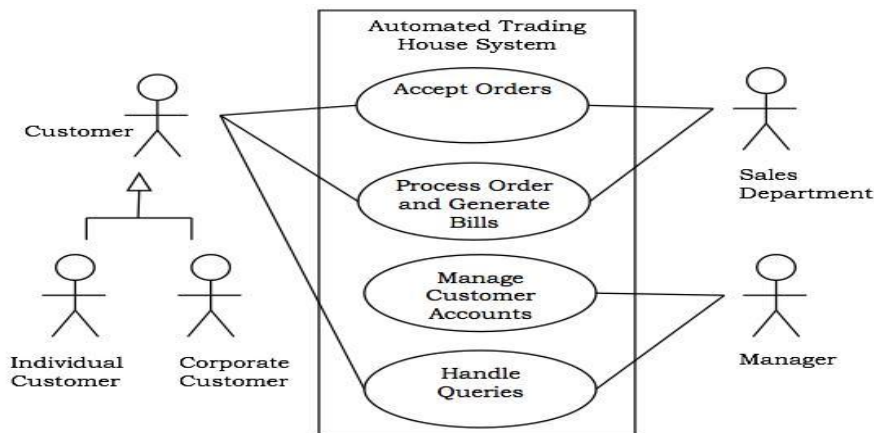 Automated Trading
House System
Accept Orders
Customer
Process Order
and Generate
Bills
Sales
Department
Manage
Customer
Accounts
Individual
Customer
Corporate
Customer
Manager
Handle
Queries